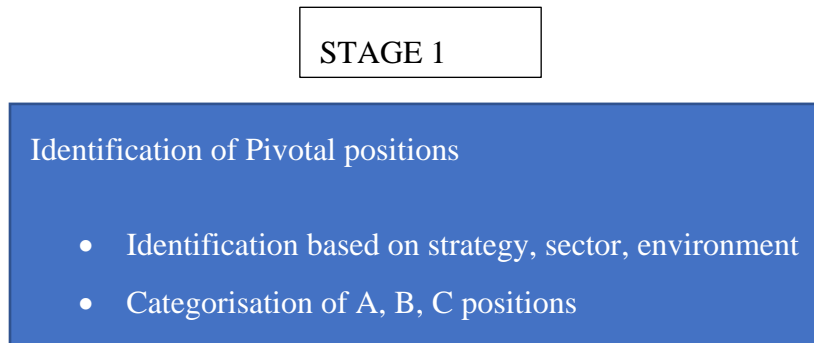 STAGE 1
Identification of Pivotal positions
• Identification based on strategy, sector, environment
• Categorisation of A, B, C positions